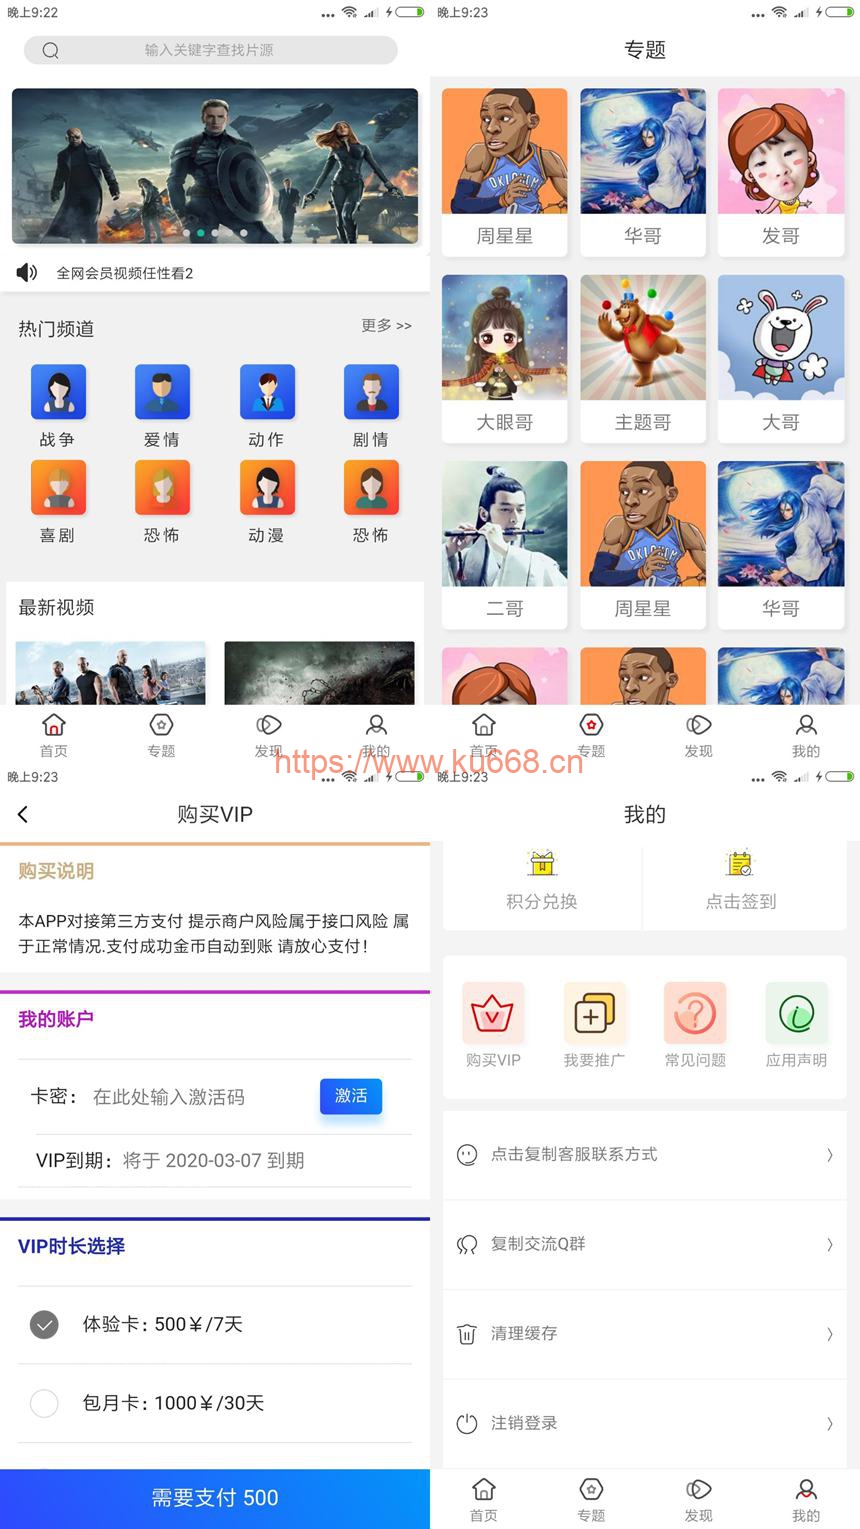 晚上9:22
输入关键字查找片源
全网会员视频任性看2
热门频道
更多 >>
战争
爱情
动作
剧情
喜剧
恐怖
动漫
恐怖
最新视频
首页
专题
发现
我的
晚上9:23
专题
OKLAHOMA
周星星
华哥
发哥
大眼哥
主题哥
大哥
二哥
OKLAHOMA
周星星
华哥
首页
专题
发现
我的
https://www.ku668.cn
晚上9:23
购买VIP
购买说明
本APP对接第三方支付 提示商户风险属于接口风险 属
于正常情况.支付成功金币自动到账 请放心支付！
我的账户
卡密：
在此处输入激活码
激活
VIP到期：
将于 2020-03-07 到期
VIP时长选择
体验卡：500￥/7天
包月卡：1000￥/30天
需要支付 500
晚上9:23
我的
积分兑换
点击签到
购买VIP
我要推广
常见问题
应用声明
点击复制客服联系方式
复制交流Q群
清理缓存
注销登录
首页
专题
发现
我的